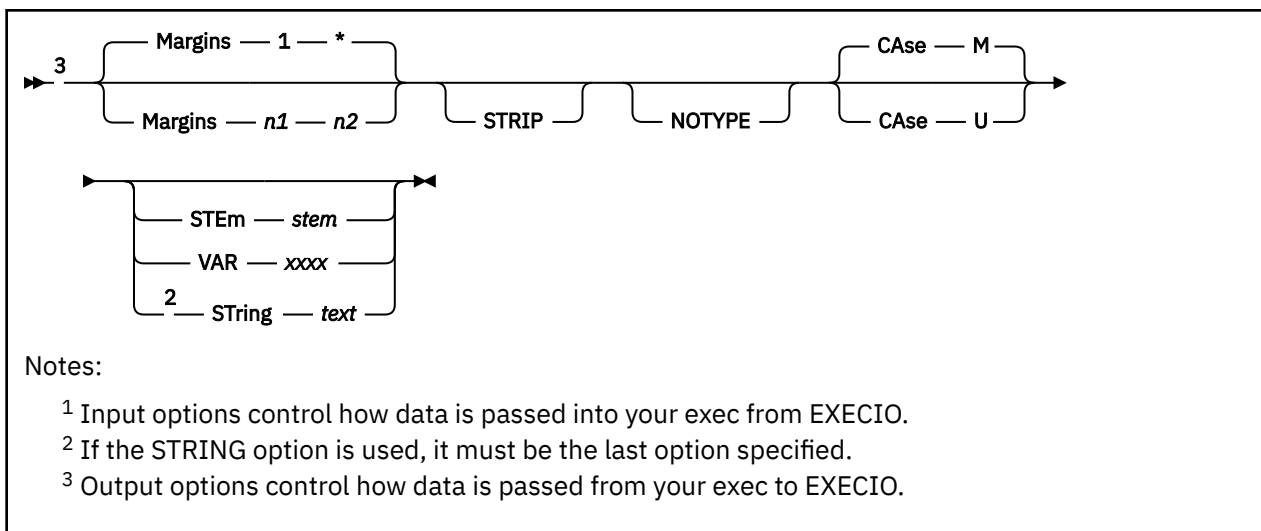 Margins 1 * CAse M
3
Margins n1 n2 STRIP NOTYPE CAse U
STEm stem
VAR xxxx
2
STring text
Notes:
1 Input options control how data is passed into your exec from EXECIO.
2 If the STRING option is used, it must be the last option specified.
3 Output options control how data is passed from your exec to EXECIO.